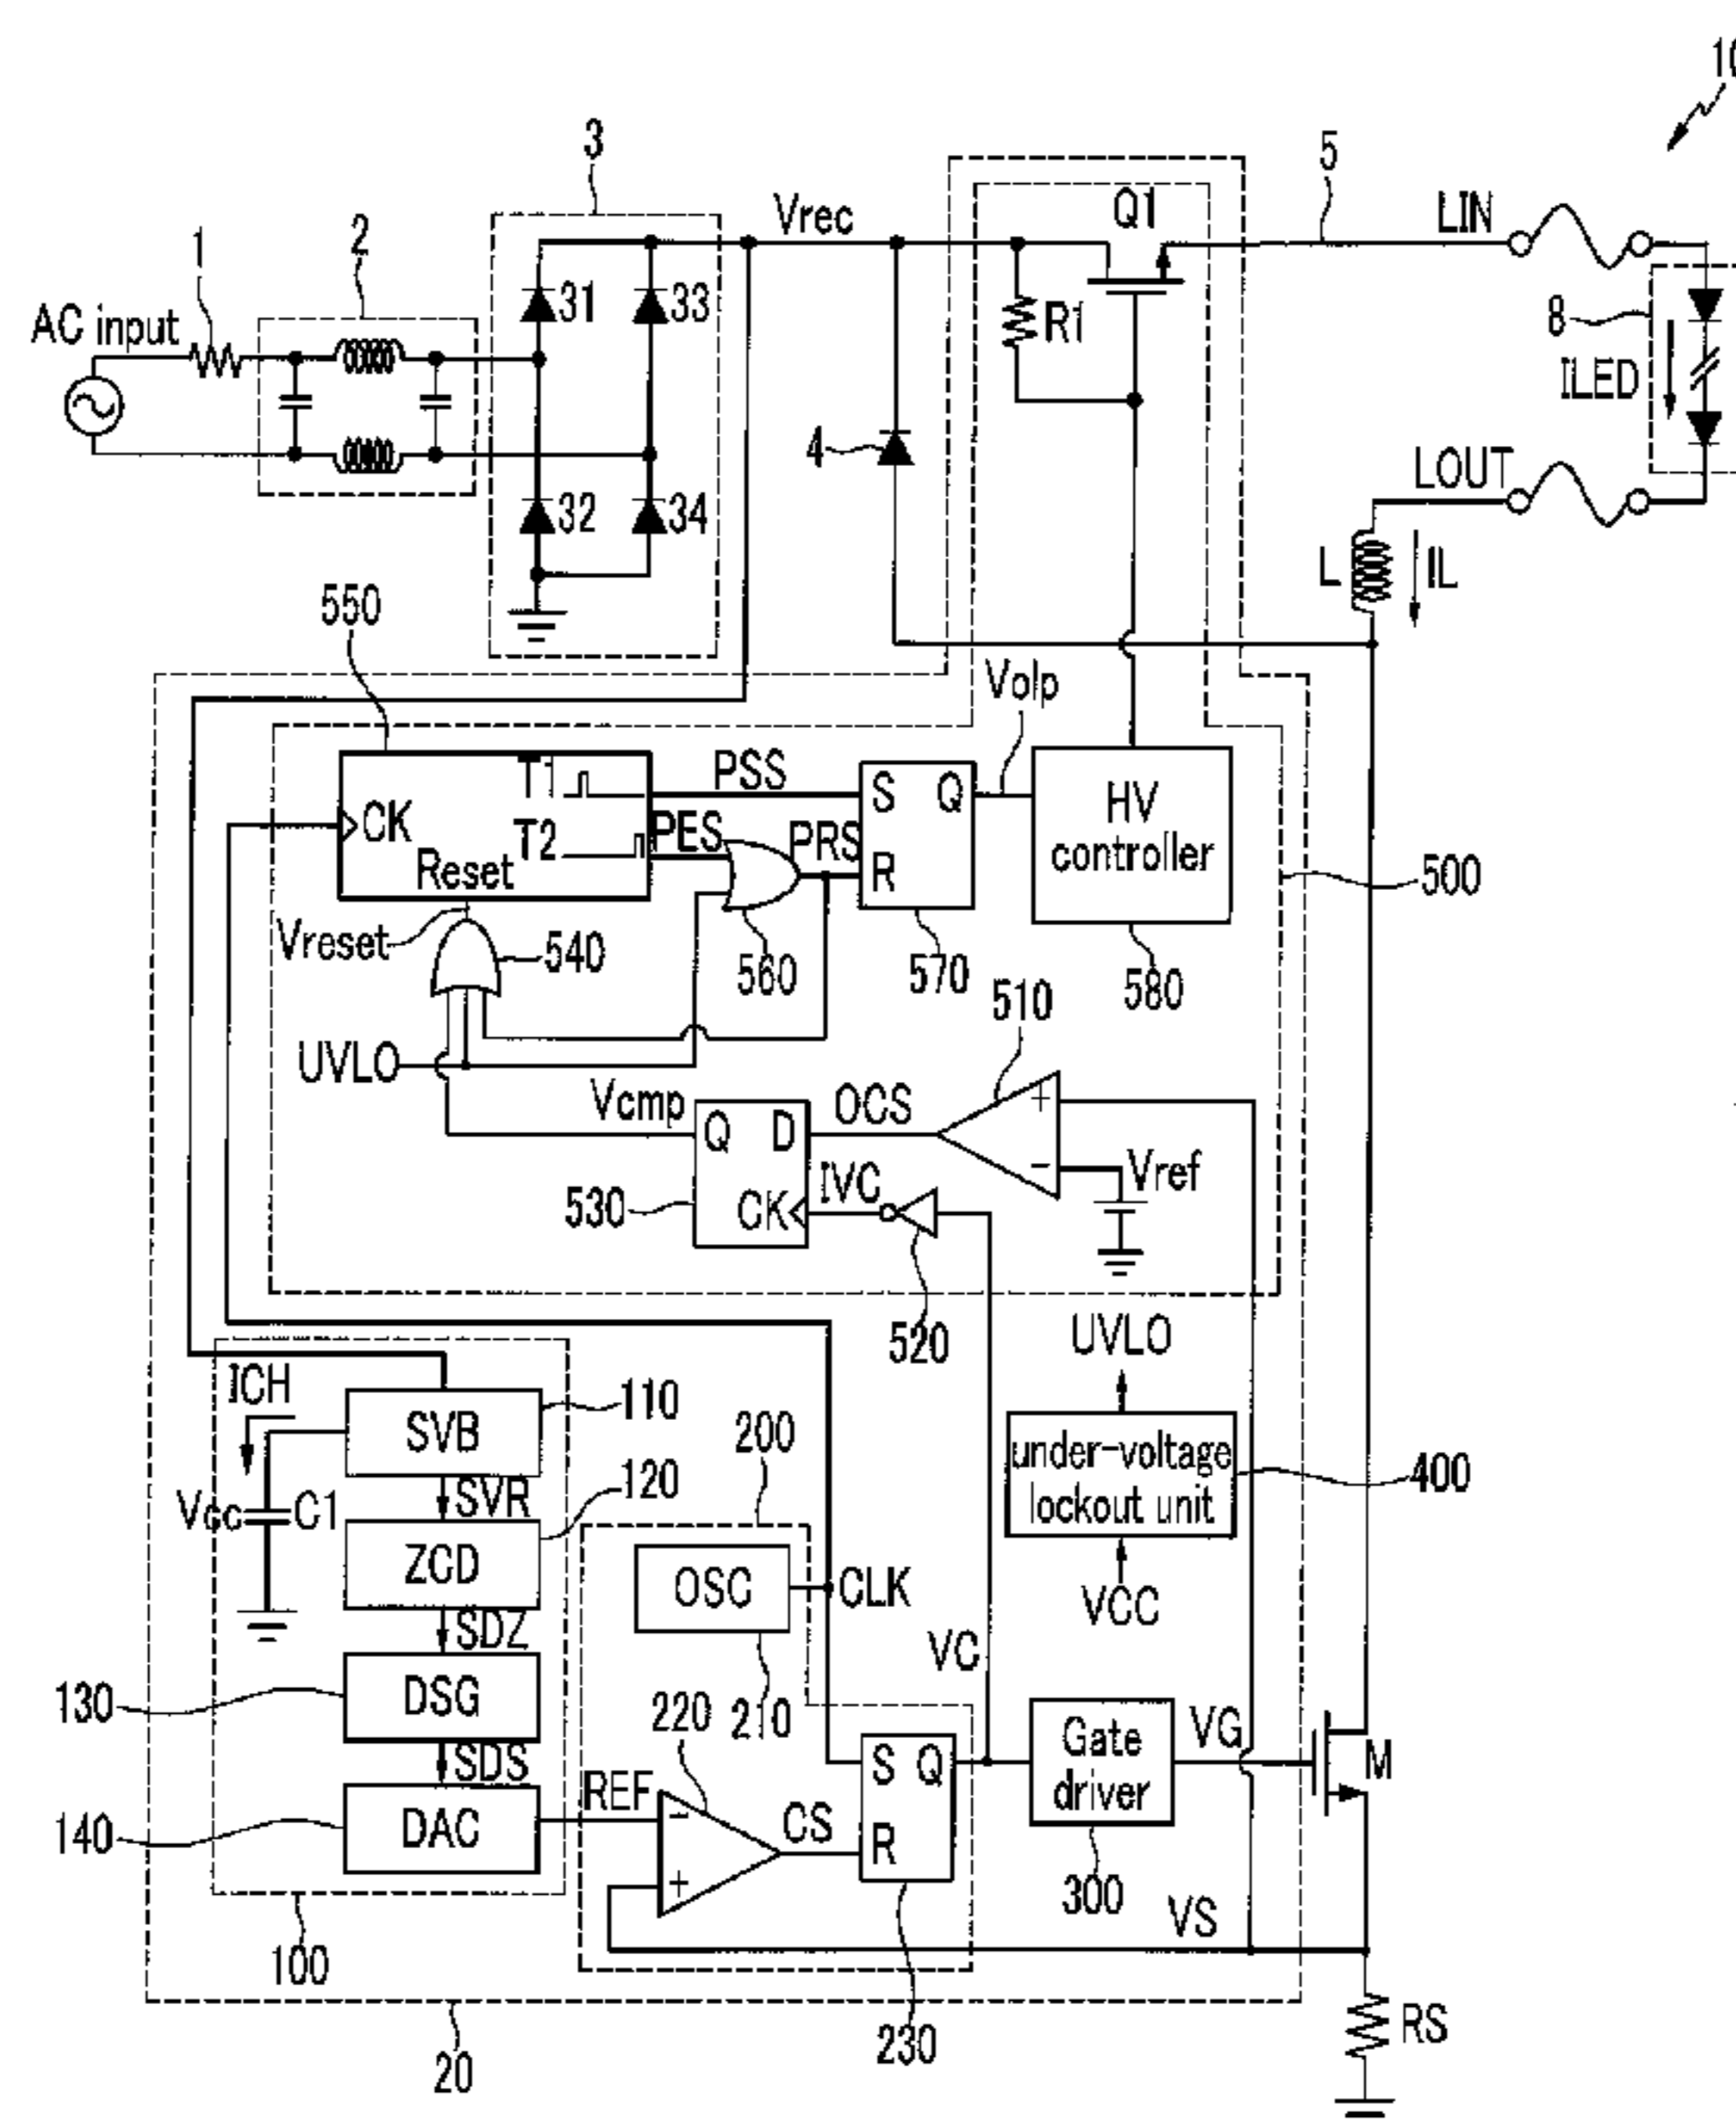 10
3
5
Vrec
Q1
LIN
1
2
AC input
31
33
R1
8
ILED
4
LOUT
32
34
L
IL
550
Volp
T1
PSS
S
Q
HV
controller
CK
T2
PES
PRS
R
500
Reset
Vreset
540
560
570
580
510
UVLO
Vcmp
Q
D
OCS
+
−
Vref
IVC
530
CK
520
UVLO
ICH
SVB
110
200
under-voltage
lockout unit
400
Vcc
C1
SVR
120
ZCD
OSC
CLK
VCC
SDZ
VC
130
DSG
220
210
S
Q
Gate
driver
VG
M
SDS
REF
−
140
DAC
CS
R
+
300
VS
100
20
230
RS